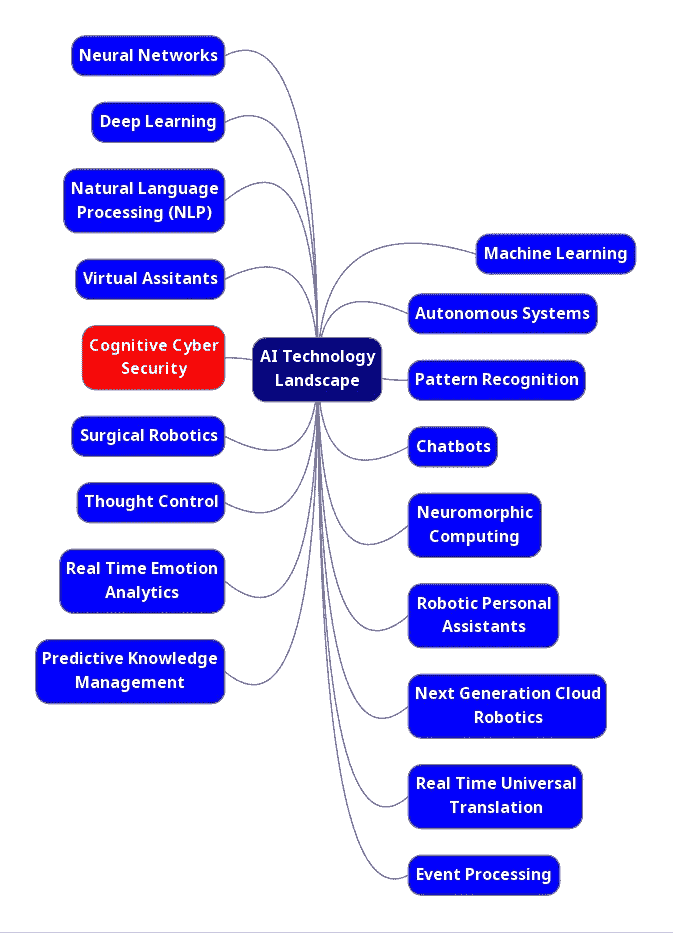 Neural Networks
Deep Learning
Natural Language
Processing (NLP)
Virtual Assitants
Cognitive Cyber
Security
Surgical Robotics
Thought Control
Real Time Emotion
Analytics
Predictive Knowledge
Management
AI Technology
Landscape
Machine Learning
Autonomous Systems
Pattern Recognition
Chatbots
Neuromorphic
Computing
Robotic Personal
Assistants
Next Generation Cloud
Robotics
Real Time Universal
Translation
Event Processing